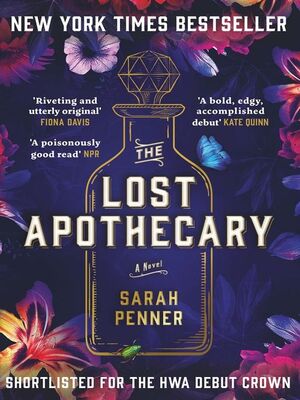 NEW YORK TIMES BESTSELLER
'Riveting and
utterly original'
FIONA DAVIS
'A poisonously
good read' NPR
'A bold, edgy,
accomplished
debut' KATE QUINN
THE
LOST
APOTHECARY
A Novel
SARAH
PENNER
SHORTLISTED FOR THE HWA DEBUT CROWN